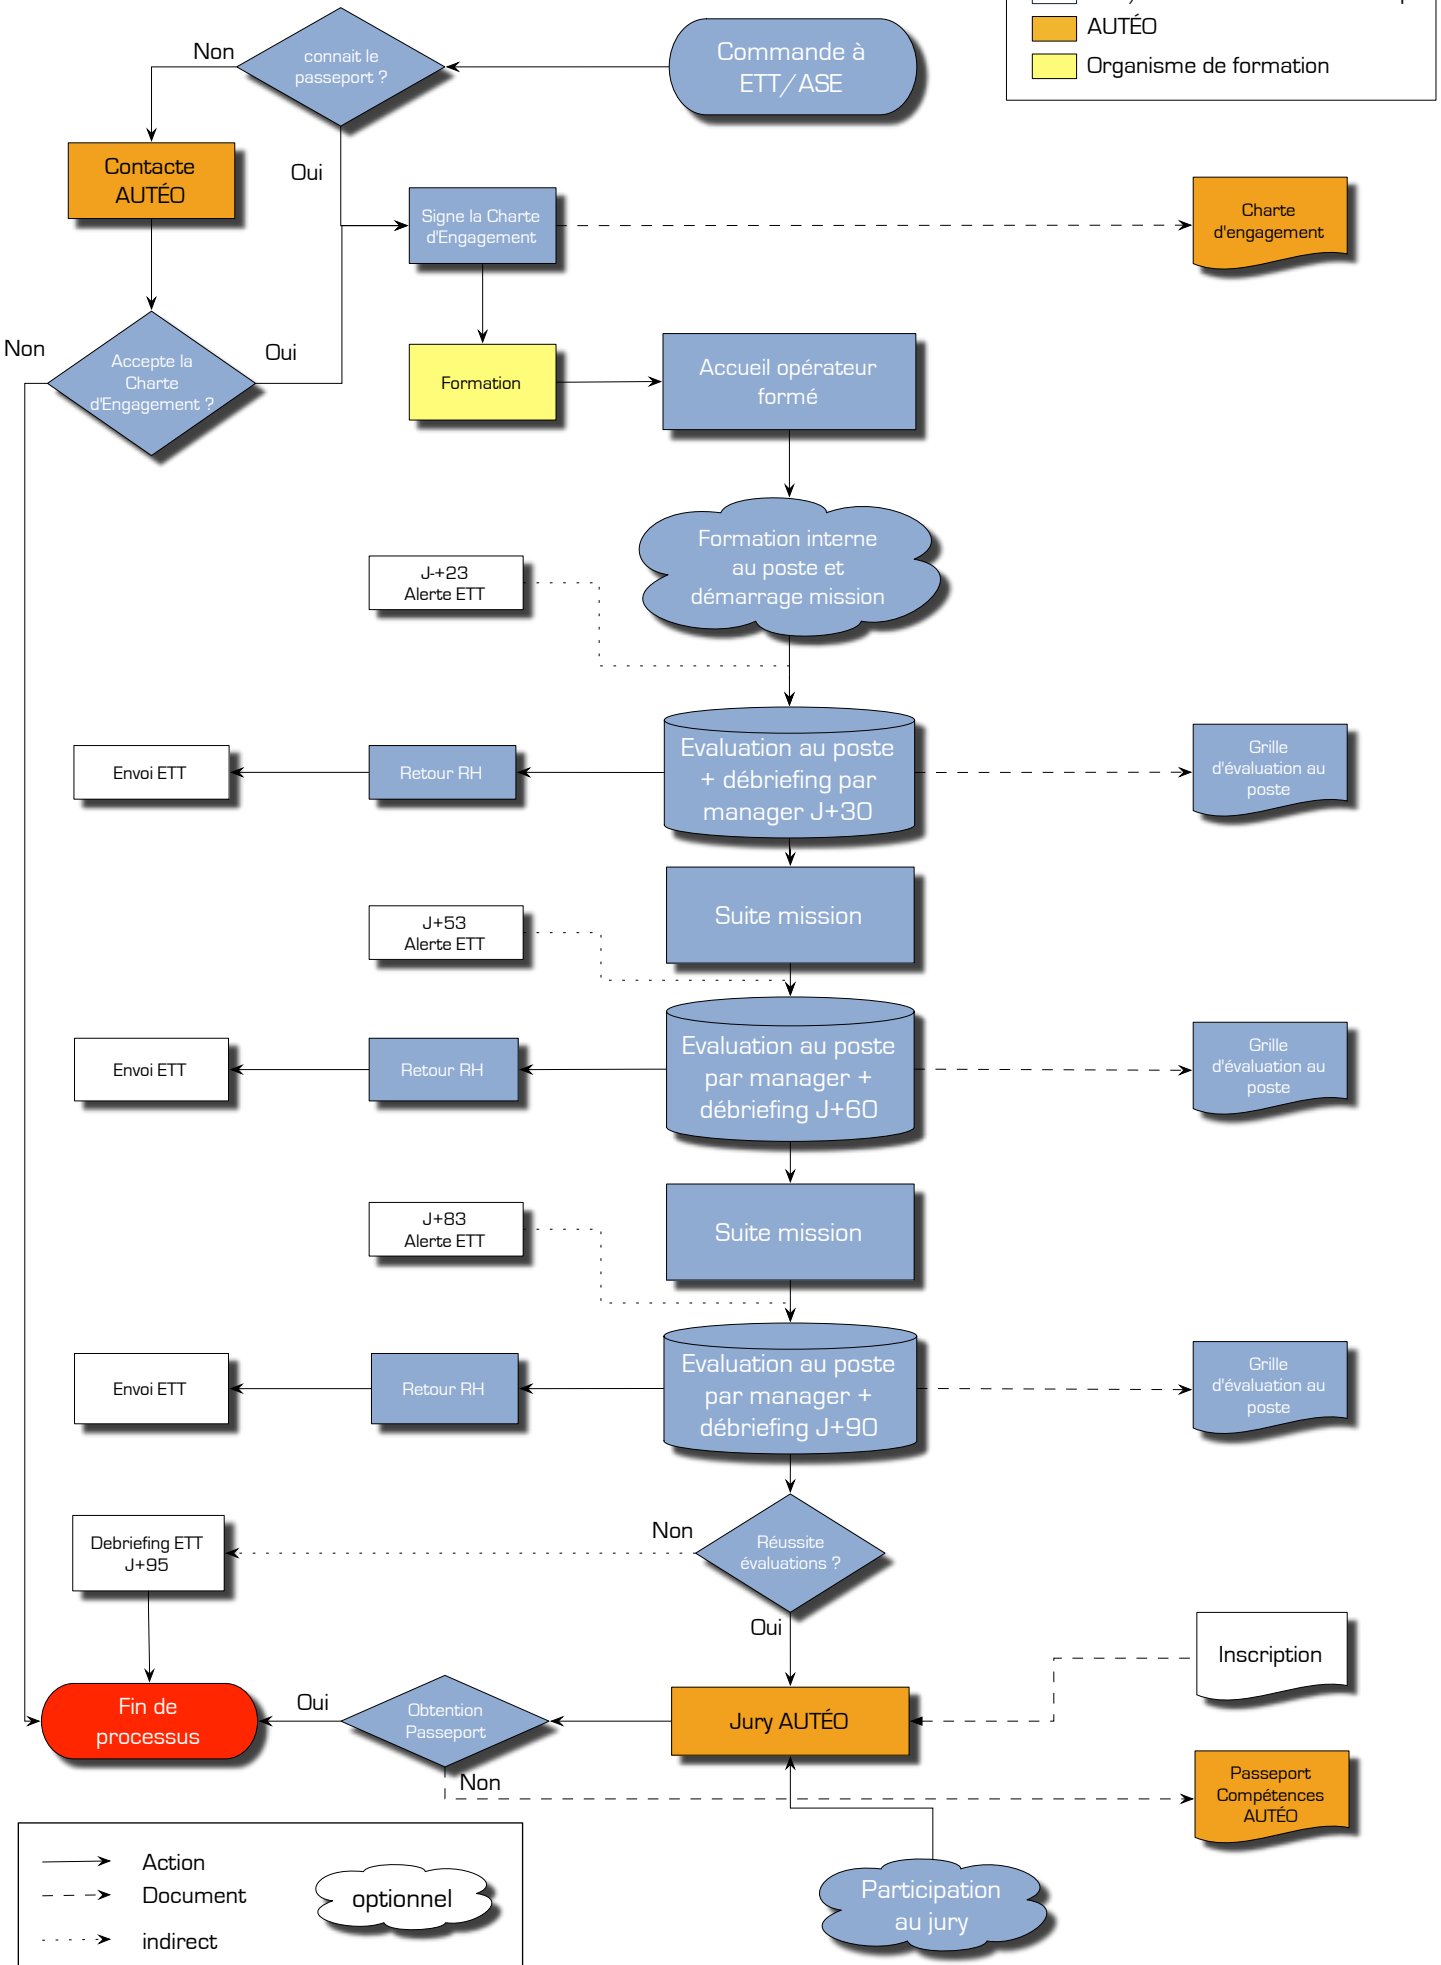 AUTÉO
Organisme de formation
Commande à
ETT/ASE
connait le
passeport ?
Non
Oui
Contacte
AUTÉO
Signe la Charte
d'Engagement
Charte
d'engagement
Non
Accepte la
Charte
d'Engagement ?
Oui
Formation
Accueil opérateur
formé
Formation interne
au poste et
démarrage mission
J-+23
Alerte ETT
Evaluation au poste
+ débriefing par
manager J+30
Retour RH
Envoi ETT
Grille
d'évaluation au
poste
Suite mission
J+53
Alerte ETT
Evaluation au poste
par manager +
débriefing J+60
Retour RH
Envoi ETT
Grille
d'évaluation au
poste
Suite mission
J+83
Alerte ETT
Evaluation au poste
par manager +
débriefing J+90
Retour RH
Envoi ETT
Grille
d'évaluation au
poste
Réussite
évaluations ?
Non
Debriefing ETT
J+95
Oui
Inscription
Jury AUTÉO
Obtention
Passeport
Oui
Fin de
processus
Non
Passeport
Compétences
AUTÉO
Participation
au jury
Action
Document
indirect
optionnel